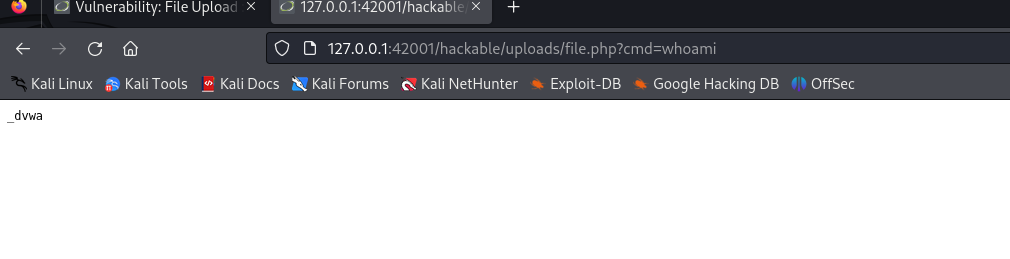 Vulnerability: File Upload
127.0.0.1:42001/hackable/
127.0.0.1:42001/hackable/uploads/file.php?cmd=whoami
Kali Linux Kali Tools Kali Docs Kali Forums Kali NetHunter Exploit-DB Google Hacking DB OffSec
_dvwa